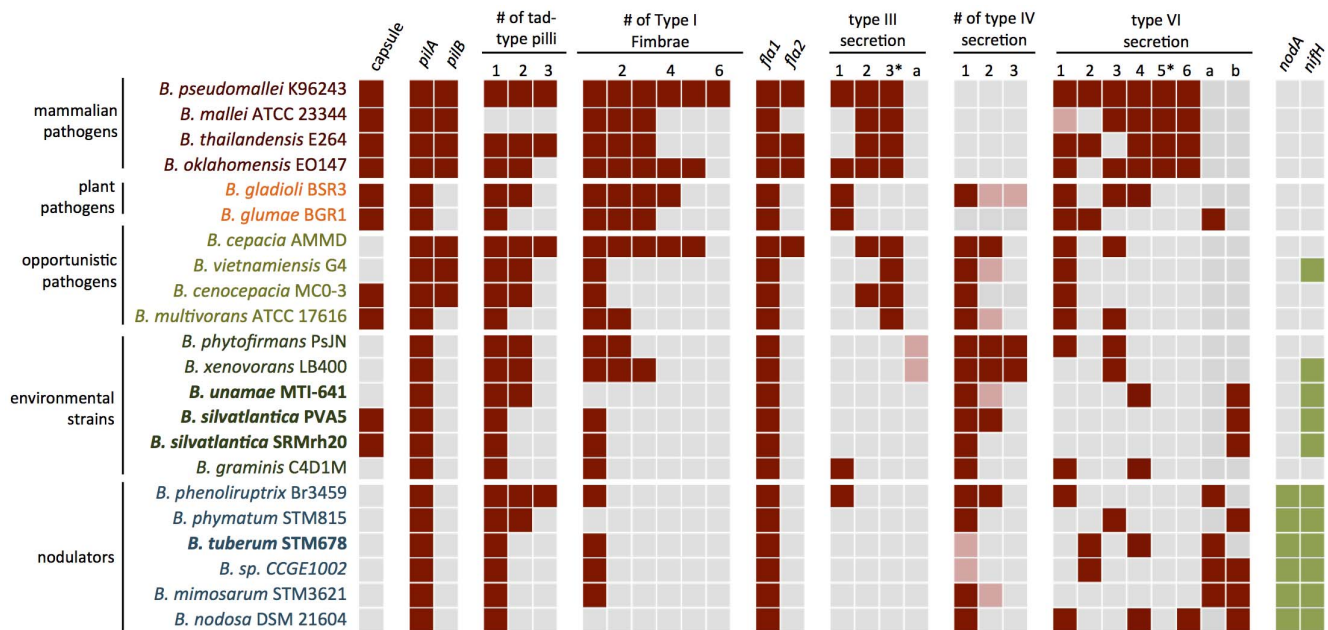 capsule
pilA
pilB
# of tad-
type pilli
# of Type I
Fimbrae
fla1
fla2
type III
secretion
# of type IV
secretion
type VI
secretion
nodA
nifH
1 2 3
2 4 6
1 2 3* a
1 2 3
1 2 3 4 5* 6 a b
mammalian
pathogens
B. pseudomallei K96243
B. mallei ATCC 23344
B. thailandensis E264
B. oklahomensis EO147
plant
pathogens
B. gladioli BSR3
B. glumae BGR1
opportunistic
pathogens
B. cepacia AMMD
B. vietnamiensis G4
B. cenocepacia MC0-3
B. multivorans ATCC 17616
environmental
strains
B. phytofirmans PsJN
B. xenovorans LB400
B. unamae MTI-641
B. silvatlantica PVA5
B. silvatlantica SRMrh20
B. graminis C4D1M
nodulators
B. phenoliruptrix Br3459
B. phymatum STM815
B. tuberum STM678
B. sp. CCGE1002
B. mimosarum STM3621
B. nodosa DSM 21604